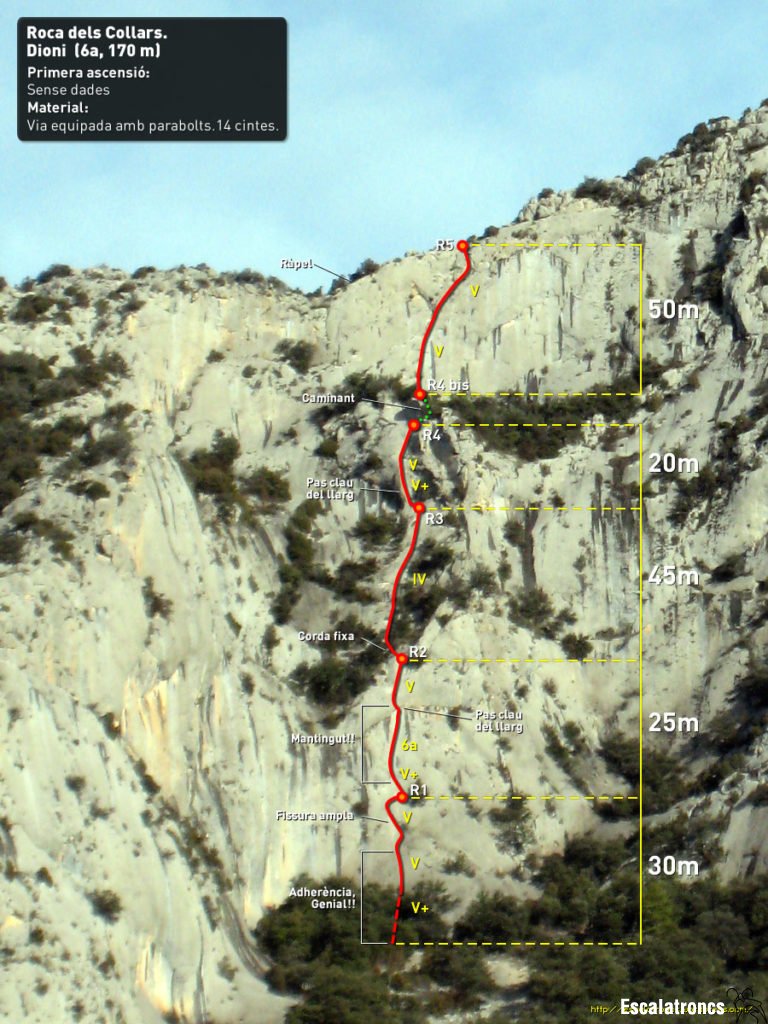 Roca dels Collars.
Dioni (6a, 170 m)
Primera ascensió:
Sense dades
Material:
Via equipada amb parabolts.14 cintes.
R5
Ràpel
V
50m
V
R4 bis
Caminant
R4
V
20m
Pas clau
del llarg
V+
R3
IV
45m
Corda fixa
R2
V
Pas clau
del llarg
25m
Mantingut!!
6a
V+
R1
Fissura ampla
V
V
30m
Adherència,
Genial!!
V+
Escalatroncs